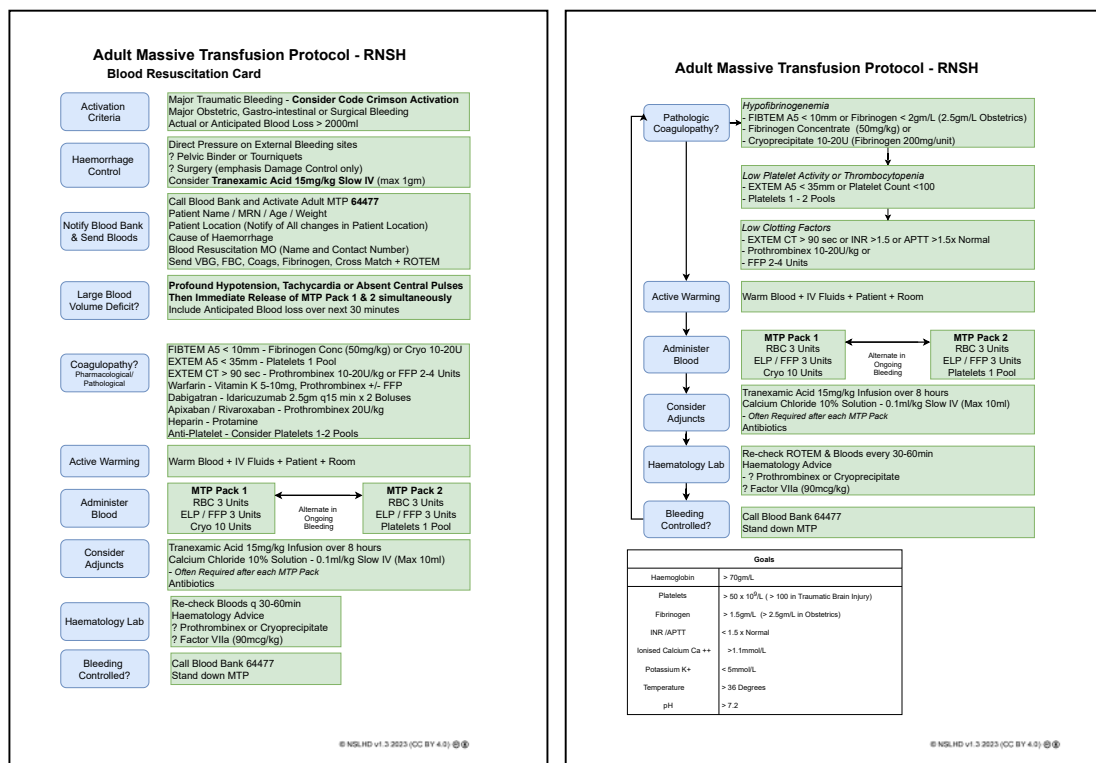 Adult Massive Transfusion Protocol - RNSH
Blood Resuscitation Card
Activation
Criteria
Major Traumatic Bleeding - Consider Code Crimson Activation
Major Obstetric, Gastro-intestinal or Surgical Bleeding
Actual or Anticipated Blood Loss > 2000ml
Haemorrhage
Control
Direct Pressure on External Bleeding sites
? Pelvic Binder or Tourniquets
? Surgery (emphasis Damage Control only)
Consider Tranexamic Acid 15mg/kg Slow IV (max 1gm)
Notify Blood Bank
& Send Bloods
Call Blood Bank and Activate Adult MTP 64477
Patient Name / MRN / Age / Weight
Patient Location (Notify of All changes in Patient Location)
Cause of Haemorrhage
Blood Resuscitation MO (Name and Contact Number)
Send VBG, FBC, Coags, Fibrinogen, Cross Match + ROTEM
Large Blood
Volume Deficit?
Profound Hypotension, Tachycardia or Absent Central Pulses
Then Immediate Release of MTP Pack 1 & 2 simultaneously
Include Anticipated Blood loss over next 30 minutes
Coagulopathy?
Pharmacological/
Pathological
FIBTEM A5 < 10mm - Fibrinogen Conc (50mg/kg) or Cryo 10-20U
EXTEM A5 < 35mm - Platelets 1 Pool
EXTEM CT > 90 sec - Prothrombinex 10-20U/kg or FFP 2-4 Units
Warfarin - Vitamin K 5-10mg, Prothrombinex +/- FFP
Dabigatran - Idaricuzumab 2.5gm q15 min x 2 Boluses
Apixaban / Rivaroxaban - Prothrombinex 20U/kg
Heparin - Protamine
Anti-Platelet - Consider Platelets 1-2 Pools
Active Warming
Warm Blood + IV Fluids + Patient + Room
Administer
Blood
MTP Pack 1
RBC 3 Units
ELP / FFP 3 Units
Cryo 10 Units
Alternate in
Ongoing
Bleeding
MTP Pack 2
RBC 3 Units
ELP / FFP 3 Units
Platelets 1 Pool
Consider
Adjuncts
Tranexamic Acid 15mg/kg Infusion over 8 hours
Calcium Chloride 10% Solution - 0.1ml/kg Slow IV (Max 10ml)
- Often Required after each MTP Pack
Antibiotics
Haematology Lab
Re-check Bloods q 30-60min
Haematology Advice
? Prothrombinex or Cryoprecipitate
? Factor VIIa (90mcg/kg)
Bleeding
Controlled?
Call Blood Bank 64477
Stand down MTP
© NSLHD v1.3 2023 (CC BY 4.0)
Adult Massive Transfusion Protocol - RNSH
Pathologic
Coagulopathy?
Hypofibrinogenemia
- FIBTEM A5 < 10mm or Fibrinogen < 2gm/L (2.5gm/L Obstetrics)
- Fibrinogen Concentrate (50mg/kg) or
- Cryoprecipitate 10-20U (Fibrinogen 200mg/unit)
Low Platelet Activity or Thrombocytopenia
- EXTEM A5 < 35mm or Platelet Count <100
- Platelets 1 - 2 Pools
Low Clotting Factors
- EXTEM CT > 90 sec or INR >1.5 or APTT >1.5x Normal
- Prothrombinex 10-20U/kg or
- FFP 2-4 Units
Active Warming
Warm Blood + IV Fluids + Patient + Room
Administer
Blood
MTP Pack 1
RBC 3 Units
ELP / FFP 3 Units
Cryo 10 Units
Alternate in
Ongoing
Bleeding
MTP Pack 2
RBC 3 Units
ELP / FFP 3 Units
Platelets 1 Pool
Consider
Adjuncts
Tranexamic Acid 15mg/kg Infusion over 8 hours
Calcium Chloride 10% Solution - 0.1ml/kg Slow IV (Max 10ml)
- Often Required after each MTP Pack
Antibiotics
Haematology Lab
Re-check ROTEM & Bloods every 30-60min
Haematology Advice
- ? Prothrombinex or Cryoprecipitate
? Factor VIIa (90mcg/kg)
Bleeding
Controlled?
Call Blood Bank 64477
Stand down MTP
Goals
Haemoglobin > 70gm/L
Platelets > 50 x 10⁹/L ( > 100 in Traumatic Brain Injury)
Fibrinogen > 1.5gm/L (> 2.5gm/L in Obstetrics)
INR /APTT < 1.5 x Normal
Ionised Calcium Ca ++ >1.1mmol/L
Potassium K+ < 5mmol/L
Temperature > 36 Degrees
pH > 7.2
© NSLHD v1.3 2023 (CC BY 4.0)